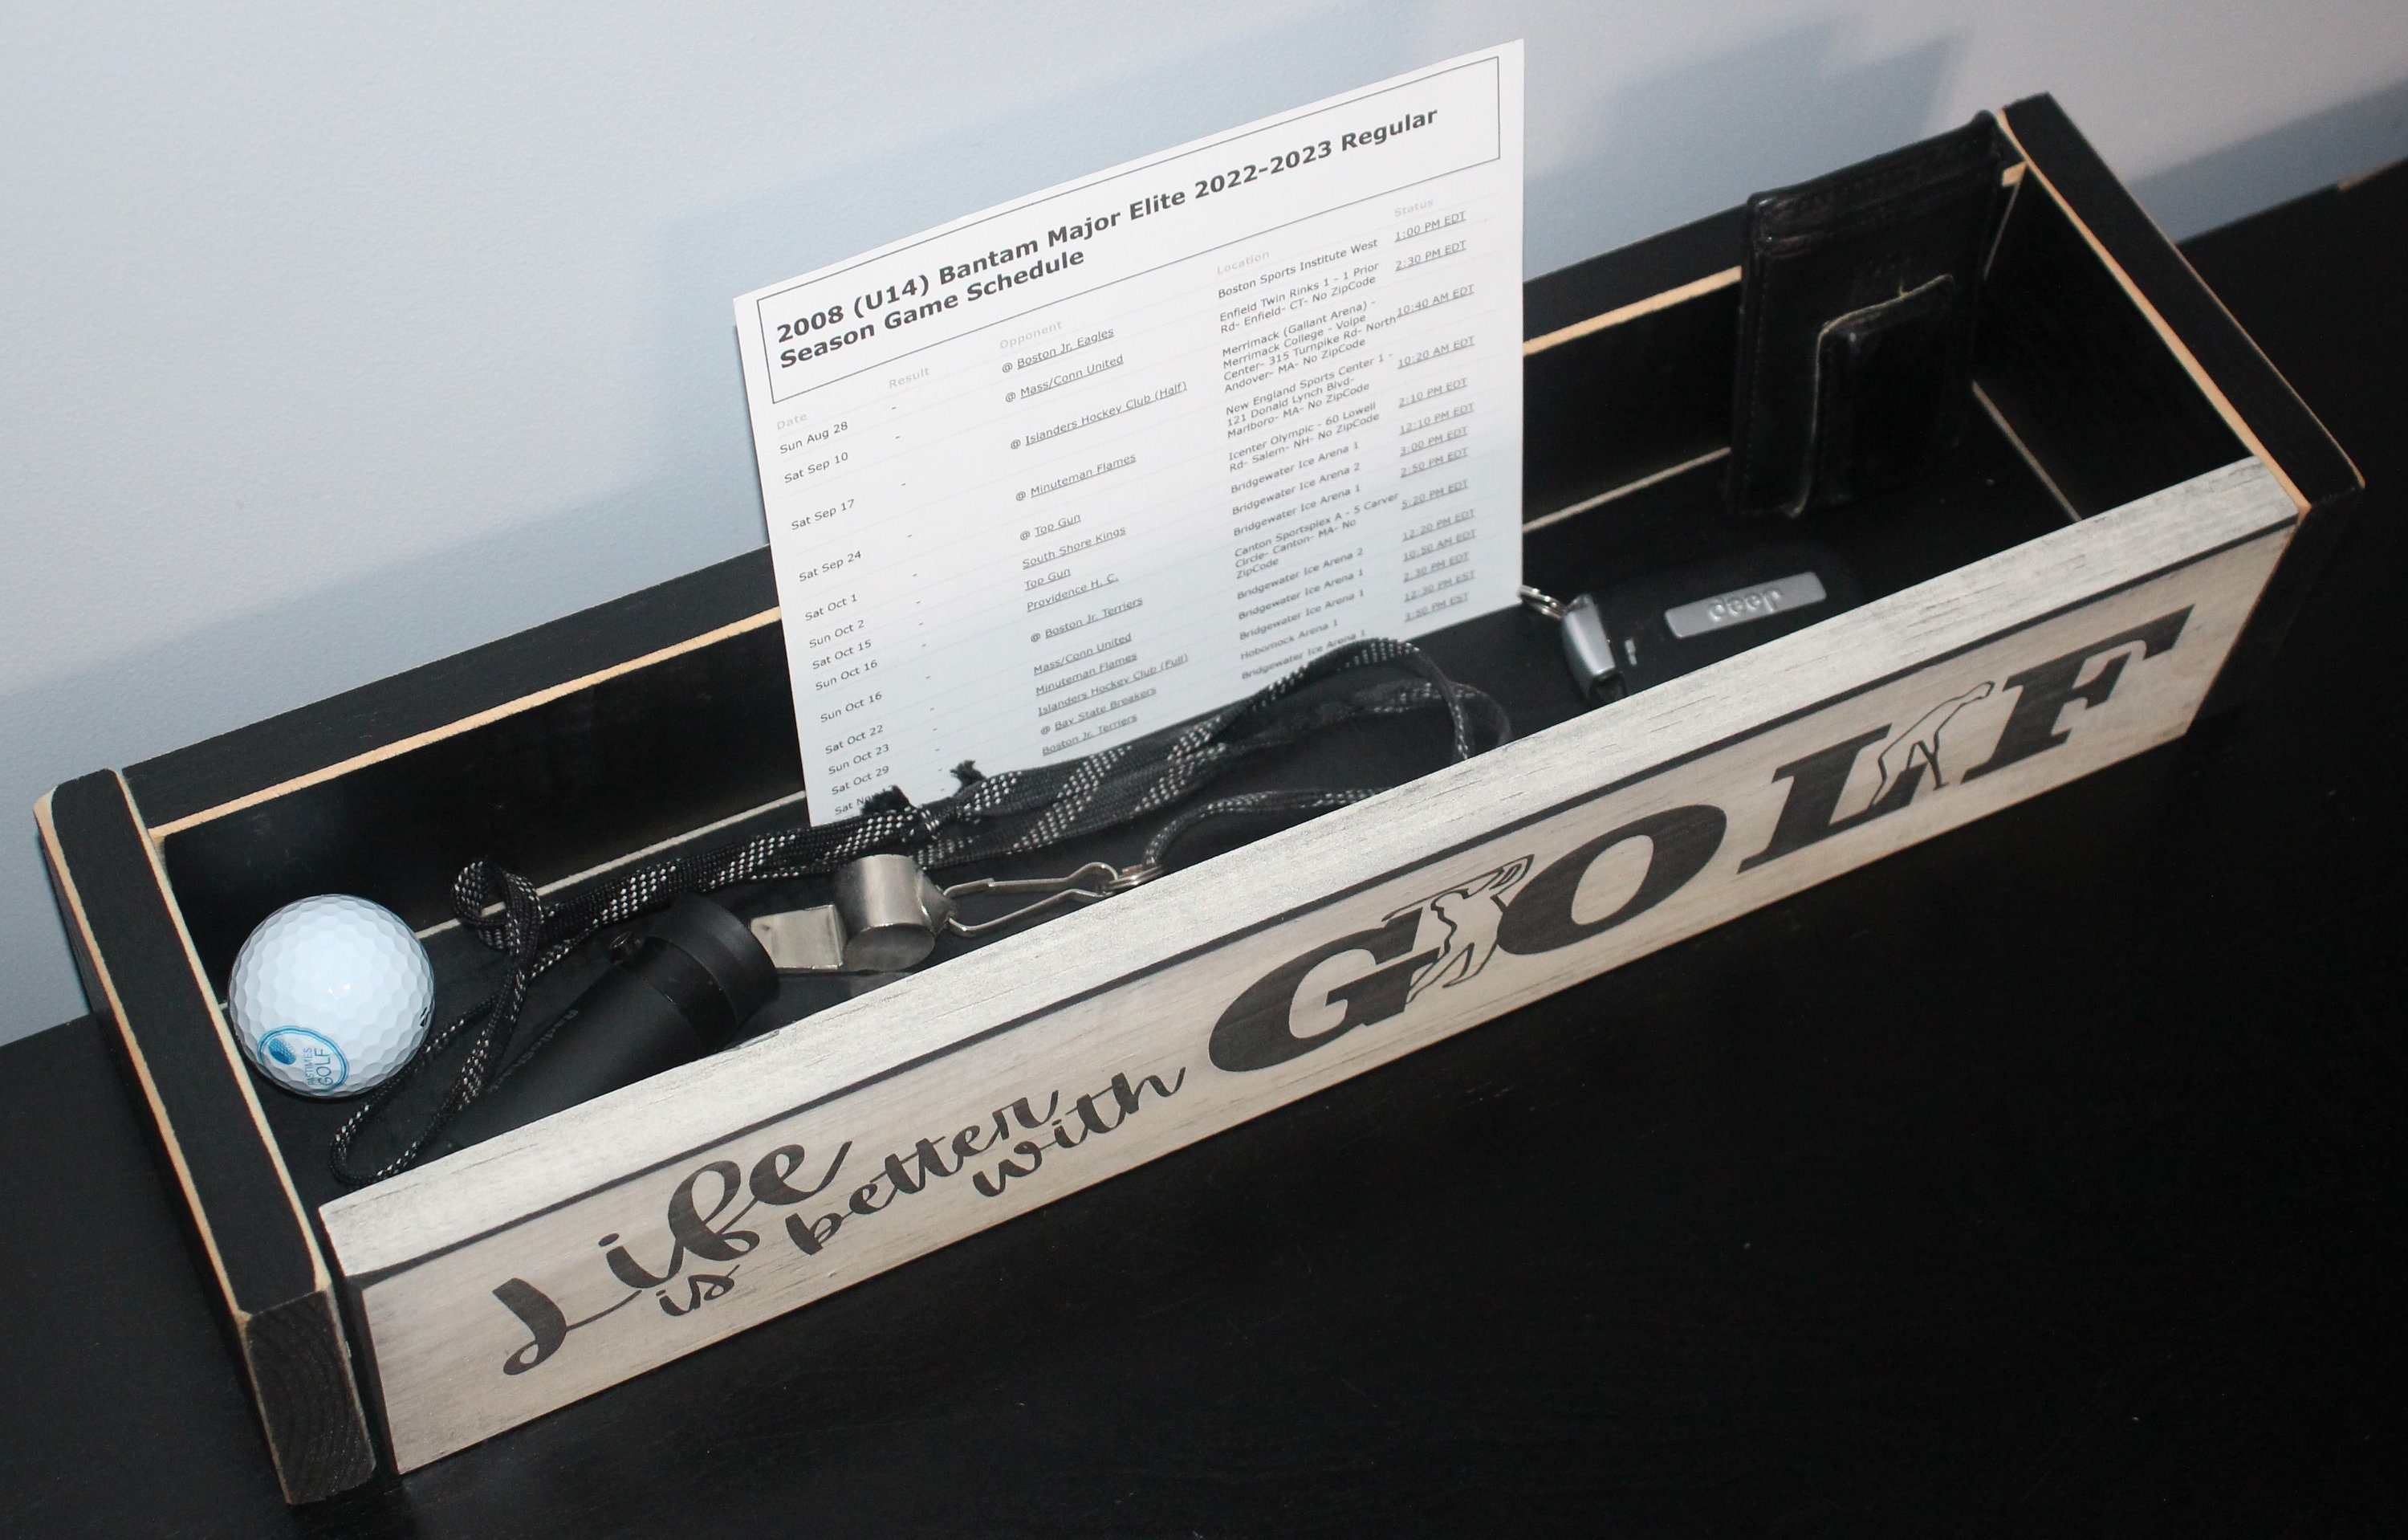 2008 (U14) Bantam Major Elite 2022-2023 Regular
Season Game Schedule
Date Result Opponent Location Status
Sun Aug 28 - @ Boston Jr. Eagles Boston Sports Institute West 1:00 PM EDT
Sat Sep 10 - @ Mass/Conn United Enfield Twin Rinks 1 - 1 Prior 2:30 PM EDT
Rd- Enfield- CT- No ZipCode
Sat Sep 17 - @ Islanders Hockey Club (Half) Merrimack (Gallant Arena) - 10:40 AM EDT
Merrimack College - Volpe
Center- 315 Turnpike Rd- North
Andover- MA- No ZipCode
Sat Sep 24 - @ Minuteman Flames New England Sports Center 1 - 10:20 AM EDT
121 Donald Lynch Blvd-
Marlboro- MA- No ZipCode
Sat Oct 1 - @ Top Gun Icenter Olympic - 60 Lowell 2:10 PM EDT
Rd- Salem- NH- No ZipCode
Sun Oct 2 - South Shore Kings Bridgewater Ice Arena 1 12:10 PM EDT
Sat Oct 15 - Top Gun Bridgewater Ice Arena 2 3:00 PM EDT
Sun Oct 16 - Providence H. C. Bridgewater Ice Arena 1 2:50 PM EDT
Sun Oct 16 - @ Boston Jr. Terriers Canton Sportsplex A - 5 Carver 5:20 PM EDT
Circle- Canton- MA- No
ZipCode
Sat Oct 22 - Mass/Conn United Bridgewater Ice Arena 2 12:20 PM EDT
Sun Oct 23 - Minuteman Flames Bridgewater Ice Arena 1 10:50 AM EDT
Sat Oct 29 - Islanders Hockey Club (Full) Bridgewater Ice Arena 1 2:30 PM EDT
Sat - @ Bay State Breakers Hobomock Arena 1 12:30 PM EST
Boston Jr. Terriers Bridgewater Ice Arena 1 3:50 PM EST
Jeep
PASTIMES
GOLF
Life
is better
with
GOLF